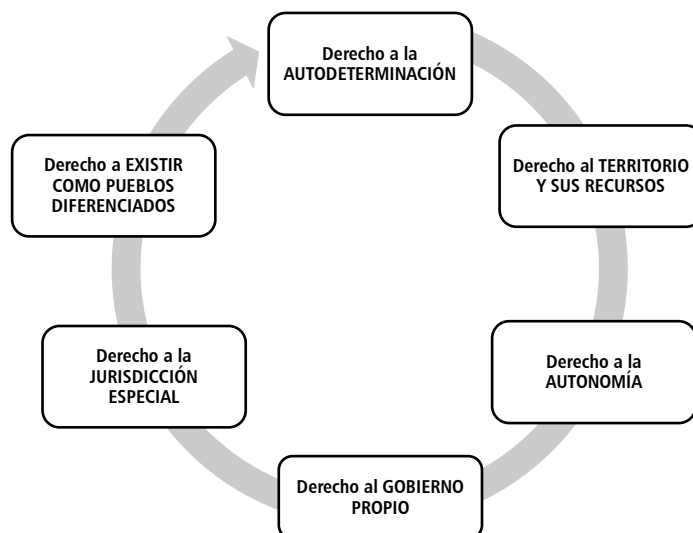 Derecho a la
AUTODETERMINACIÓN
Derecho al TERRITORIO
Y SUS RECURSOS
Derecho a la
AUTONOMÍA
Derecho al GOBIERNO
PROPIO
Derecho a la
JURISDICCIÓN
ESPECIAL
Derecho a EXISTIR
COMO PUEBLOS
DIFERENCIADOS